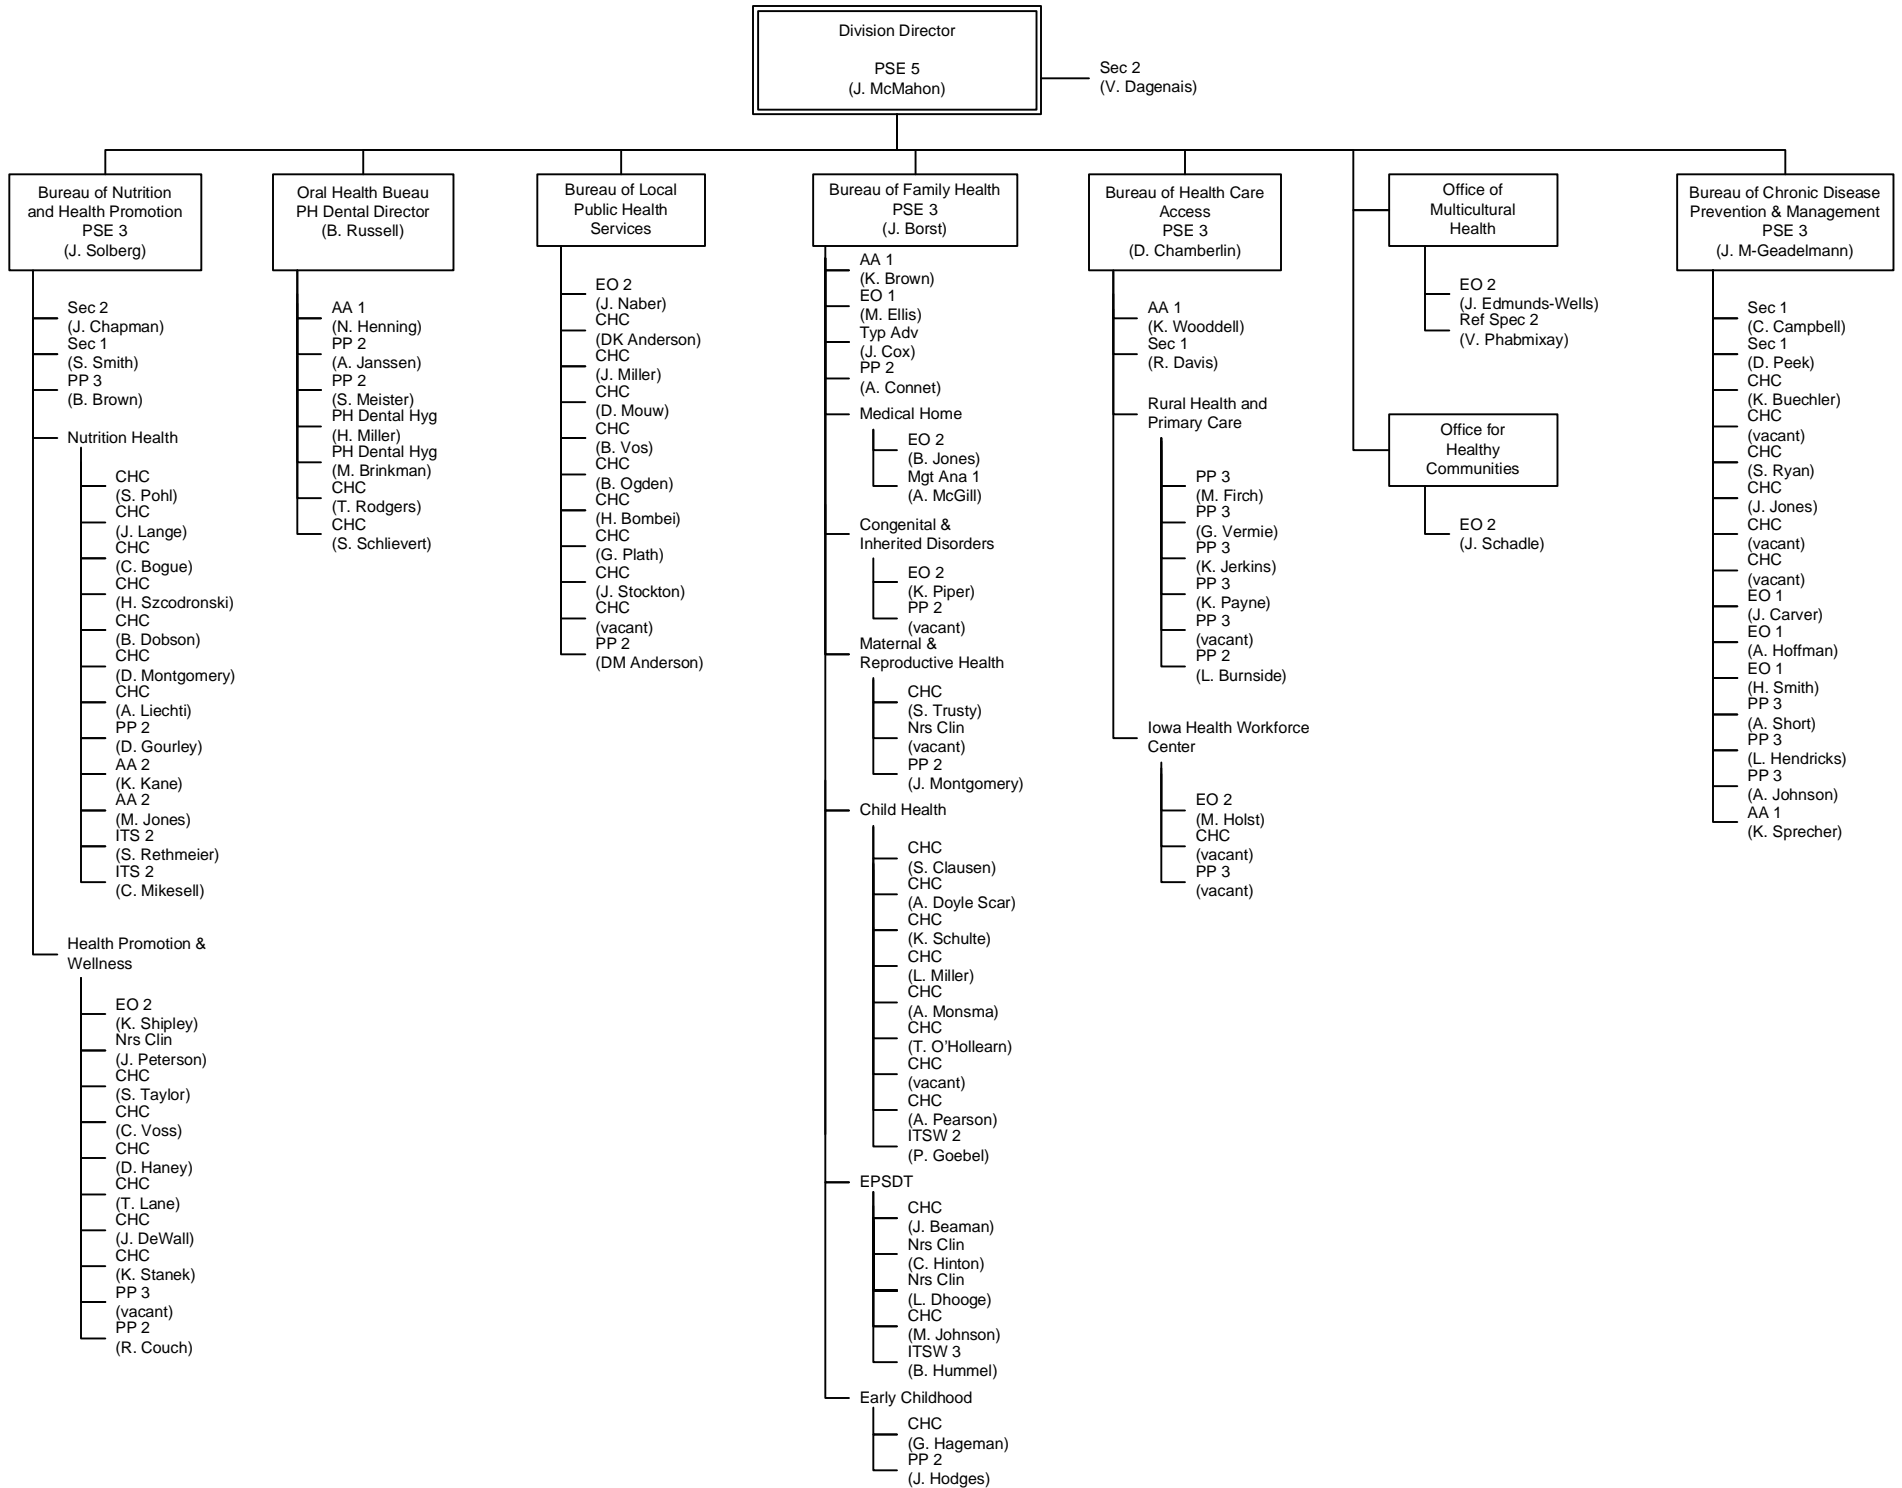 Division Director
PSE 5
(J. McMahon)
Sec 2
(V. Dagenais)
Bureau of Nutrition
and Health Promotion
PSE 3
(J. Solberg)
Sec 2
(J. Chapman)
Sec 1
(S. Smith)
PP 3
(B. Brown)
Nutrition Health
CHC
(S. Pohl)
CHC
(J. Lange)
CHC
(C. Bogue)
CHC
(H. Szcodronski)
CHC
(B. Dobson)
CHC
(D. Montgomery)
CHC
(A. Liechti)
PP 2
(D. Gourley)
AA 2
(K. Kane)
AA 2
(M. Jones)
ITS 2
(S. Rethmeier)
ITS 2
(C. Mikesell)
Health Promotion &
Wellness
EO 2
(K. Shipley)
Nrs Clin
(J. Peterson)
CHC
(S. Taylor)
CHC
(C. Voss)
CHC
(D. Haney)
CHC
(T. Lane)
CHC
(J. DeWall)
CHC
(K. Stanek)
PP 3
(vacant)
PP 2
(R. Couch)
Oral Health Bueau
PH Dental Director
(B. Russell)
AA 1
(N. Henning)
PP 2
(A. Janssen)
PP 2
(S. Meister)
PH Dental Hyg
(H. Miller)
PH Dental Hyg
(M. Brinkman)
CHC
(T. Rodgers)
CHC
(S. Schlievert)
Bureau of Local
Public Health
Services
EO 2
(J. Naber)
CHC
(DK Anderson)
CHC
(J. Miller)
CHC
(D. Mouw)
CHC
(B. Vos)
CHC
(B. Ogden)
CHC
(H. Bombei)
CHC
(G. Plath)
CHC
(J. Stockton)
CHC
(vacant)
PP 2
(DM Anderson)
Bureau of Family Health
PSE 3
(J. Borst)
AA 1
(K. Brown)
EO 1
(M. Ellis)
Typ Adv
(J. Cox)
PP 2
(A. Connet)
Medical Home
EO 2
(B. Jones)
Mgt Ana 1
(A. McGill)
Congenital &
Inherited Disorders
EO 2
(K. Piper)
PP 2
(vacant)
Maternal &
Reproductive Health
CHC
(S. Trusty)
Nrs Clin
(vacant)
PP 2
(J. Montgomery)
Child Health
CHC
(S. Clausen)
CHC
(A. Doyle Scar)
CHC
(K. Schulte)
CHC
(L. Miller)
CHC
(A. Monsma)
CHC
(T. O'Hollearn)
CHC
(vacant)
CHC
(A. Pearson)
ITSW 2
(P. Goebel)
EPSDT
CHC
(J. Beaman)
Nrs Clin
(C. Hinton)
Nrs Clin
(L. Dhooge)
CHC
(M. Johnson)
ITSW 3
(B. Hummel)
Early Childhood
CHC
(G. Hageman)
PP 2
(J. Hodges)
Bureau of Health Care
Access
PSE 3
(D. Chamberlin)
AA 1
(K. Wooddell)
Sec 1
(R. Davis)
Rural Health and
Primary Care
PP 3
(M. Firch)
PP 3
(G. Vermie)
PP 3
(K. Jerkins)
PP 3
(K. Payne)
PP 3
(vacant)
PP 2
(L. Burnside)
Iowa Health Workforce
Center
EO 2
(M. Holst)
CHC
(vacant)
PP 3
(vacant)
Office of
Multicultural
Health
EO 2
(J. Edmunds-Wells)
Ref Spec 2
(V. Phabmixay)
Office for
Healthy
Communities
EO 2
(J. Schadle)
Bureau of Chronic Disease
Prevention & Management
PSE 3
(J. M-Geadelmann)
Sec 1
(C. Campbell)
Sec 1
(D. Peek)
CHC
(K. Buechler)
CHC
(vacant)
CHC
(S. Ryan)
CHC
(J. Jones)
CHC
(vacant)
CHC
(vacant)
EO 1
(J. Carver)
EO 1
(A. Hoffman)
EO 1
(H. Smith)
PP 3
(A. Short)
PP 3
(L. Hendricks)
PP 3
(A. Johnson)
AA 1
(K. Sprecher)